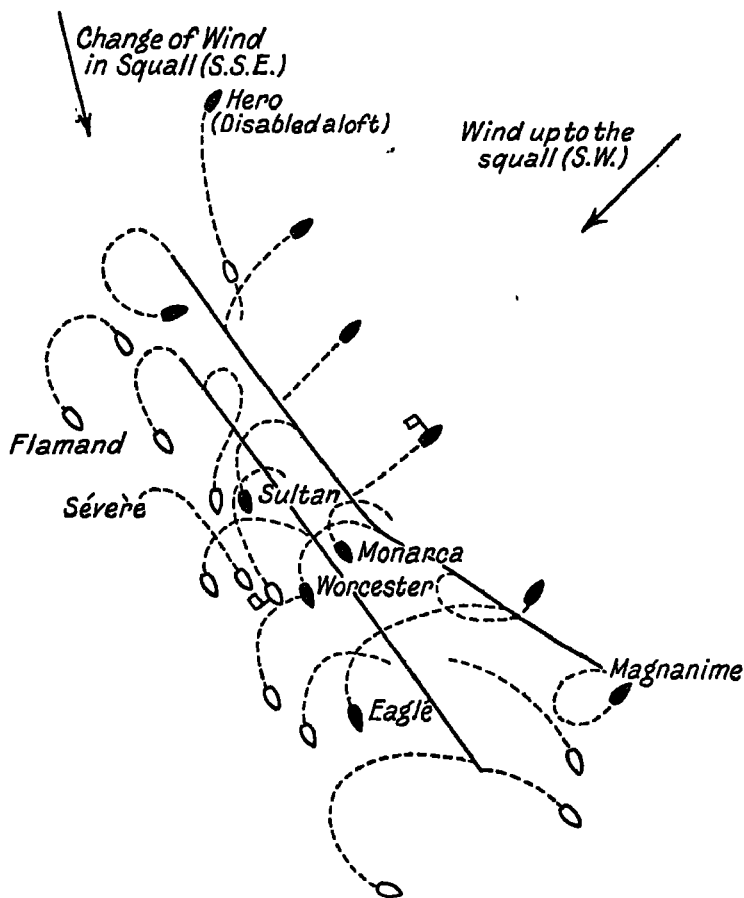 Change of Wind
in Squall (S.S.E.)
Hero
(Disabled aloft)
Wind up to the
squall (S.W.)
Flamand
Sévère
Sultan
Monarca
Worcester
Magnanime
Eagle